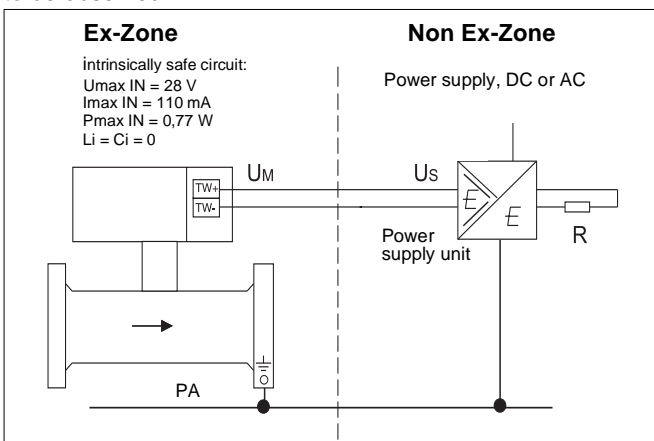 Ex-Zone
Non Ex-Zone
intrinsically safe circuit:
Umax IN = 28 V
Imax IN = 110 mA
Pmax IN = 0,77 W
Li = Ci = 0
Power supply, DC or AC
TW+
TW-
UM
US
E
E
R
Power
supply unit
PA